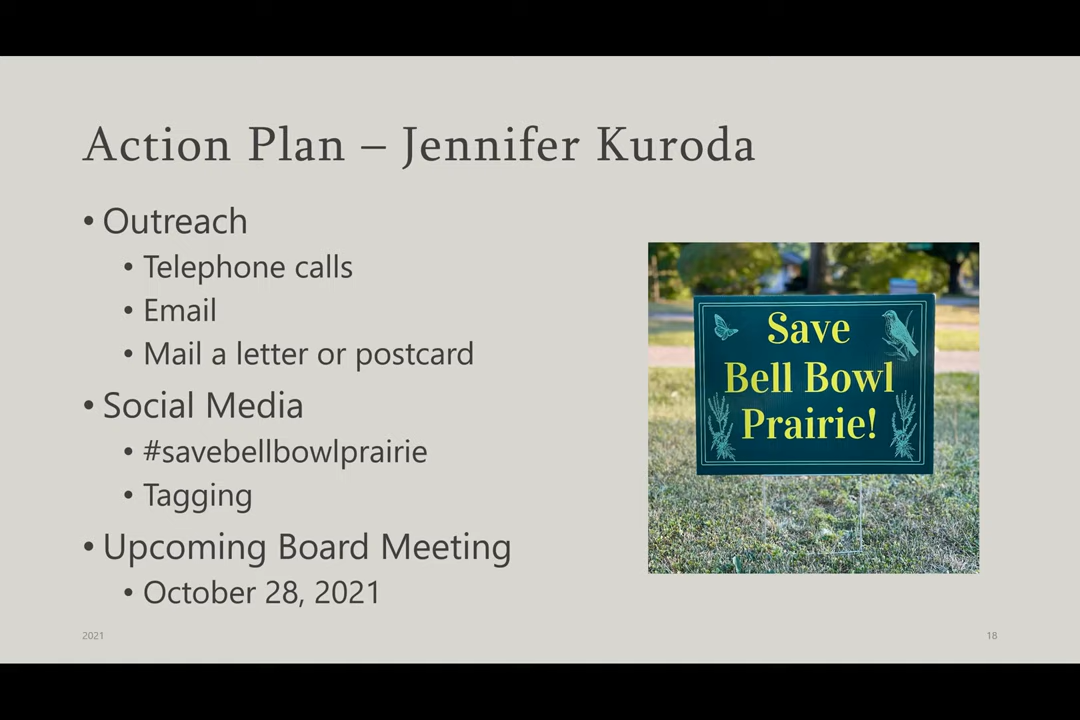 Action Plan – Jennifer Kuroda
• Outreach
• Telephone calls
• Email
• Mail a letter or postcard
• Social Media
• #savebellbowlprairie
• Tagging
• Upcoming Board Meeting
• October 28, 2021
Save
Bell Bowl
Prairie!
2021
18